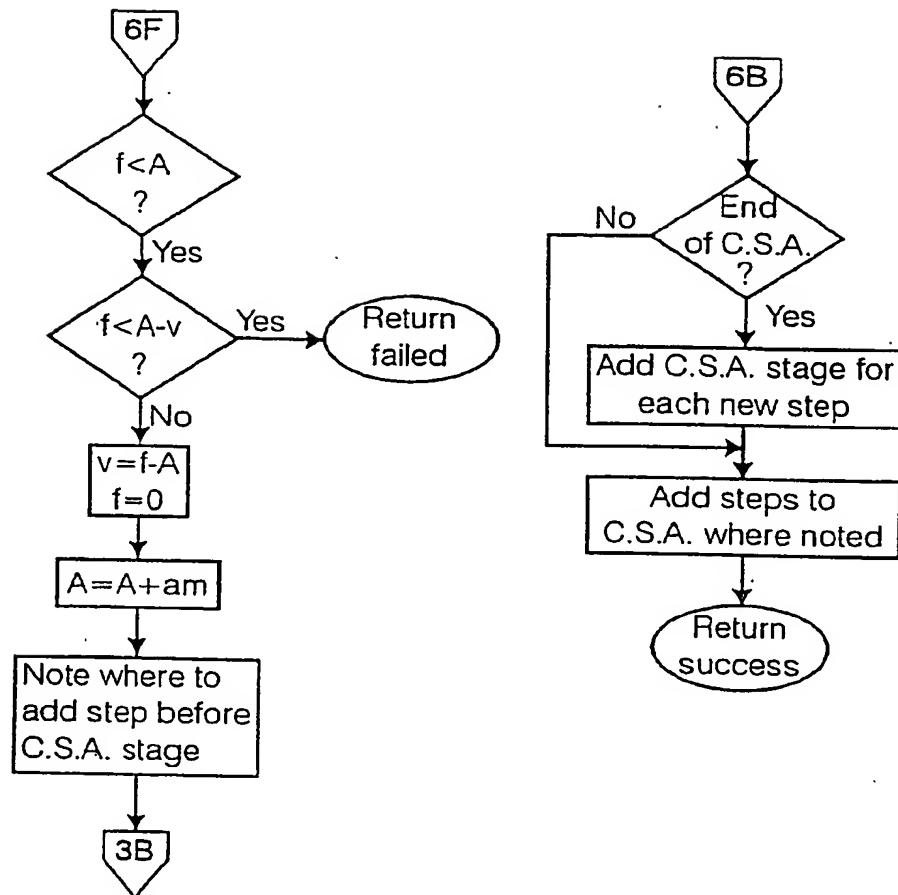 6F
f<A
?
Yes
f<A-v
?
Yes
Return
failed
No
v=f-A
f=0
A=A+am
Note where to
add step before
C.S.A. stage
3B
6B
End
of C.S.A.
?
No
Yes
Add C.S.A. stage for
each new step
Add steps to
C.S.A. where noted
Return
success